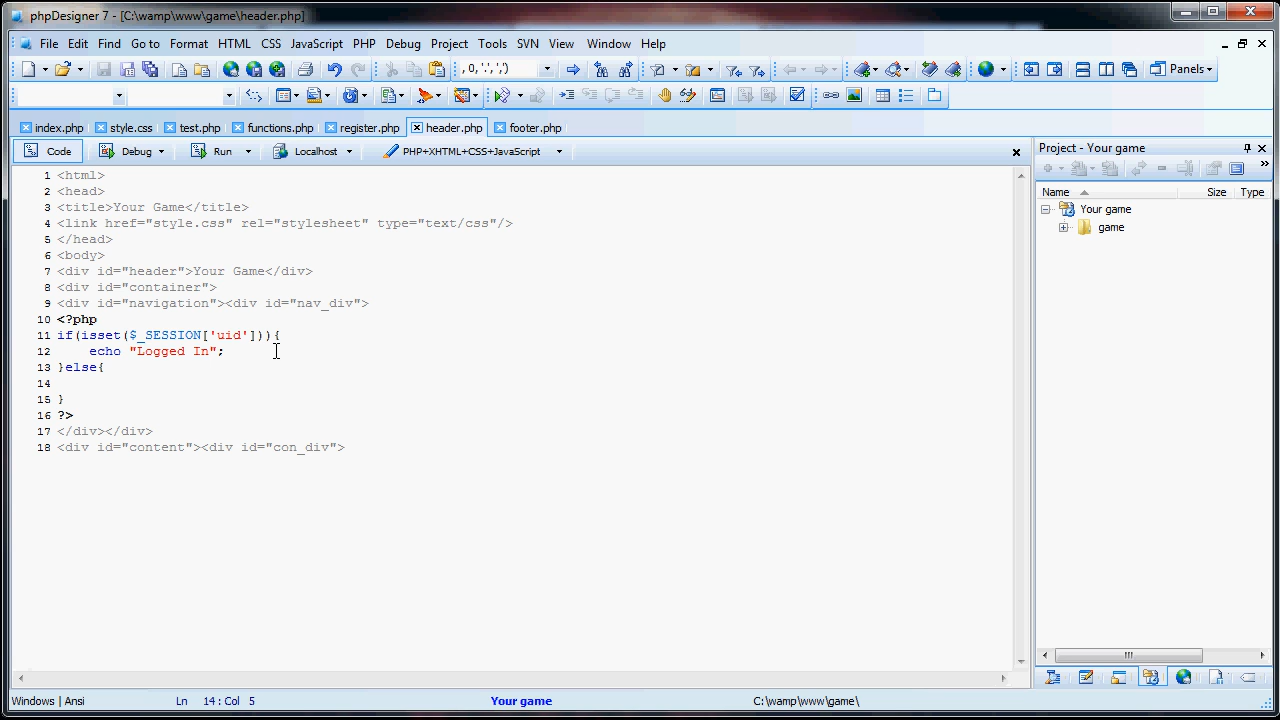 phpDesigner 7 - [C:\wamp\www\game\header.php]
File Edit Find Go to Format HTML CSS JavaScript PHP Debug Project Tools SVN View Window Help
, 0, '.', ',')
Panels
index.php style.css test.php functions.php register.php header.php footer.php
Code Debug Run Localhost PHP+XHTML+CSS+JavaScript
1 <html>
2 <head>
3 <title>Your Game</title>
4 <link href="style.css" rel="stylesheet" type="text/css"/>
5 </head>
6 <body>
7 <div id="header">Your Game</div>
8 <div id="container">
9 <div id="navigation"><div id="nav_div">
10 <?php
11 if(isset($_SESSION['uid'])){
12     echo "Logged In";
13 }else{
14
15 }
16 ?>
17 </div></div>
18 <div id="content"><div id="con_div">
Project - Your game
Name Size Type
Your game
game
Windows | Ansi Ln 14 : Col 5 Your game C:\wamp\www\game\